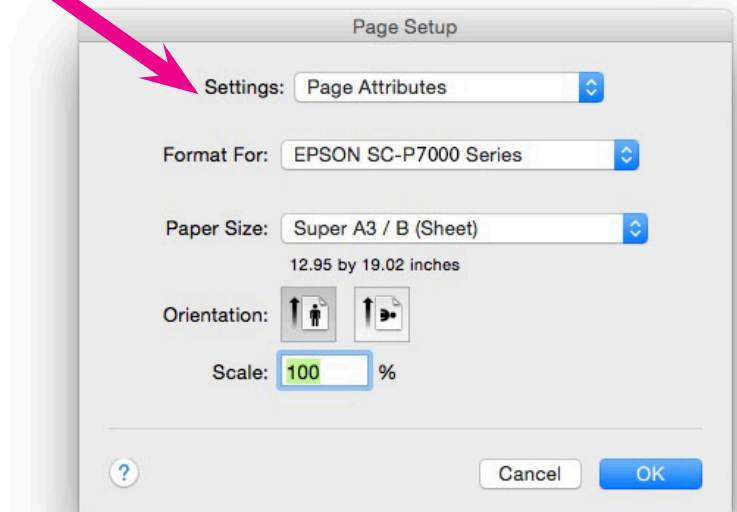 Page Setup
Settings: Page Attributes
Format For: EPSON SC-P7000 Series
Paper Size: Super A3 / B (Sheet)
12.95 by 19.02 inches
Orientation:
Scale: 100 %
? Cancel OK